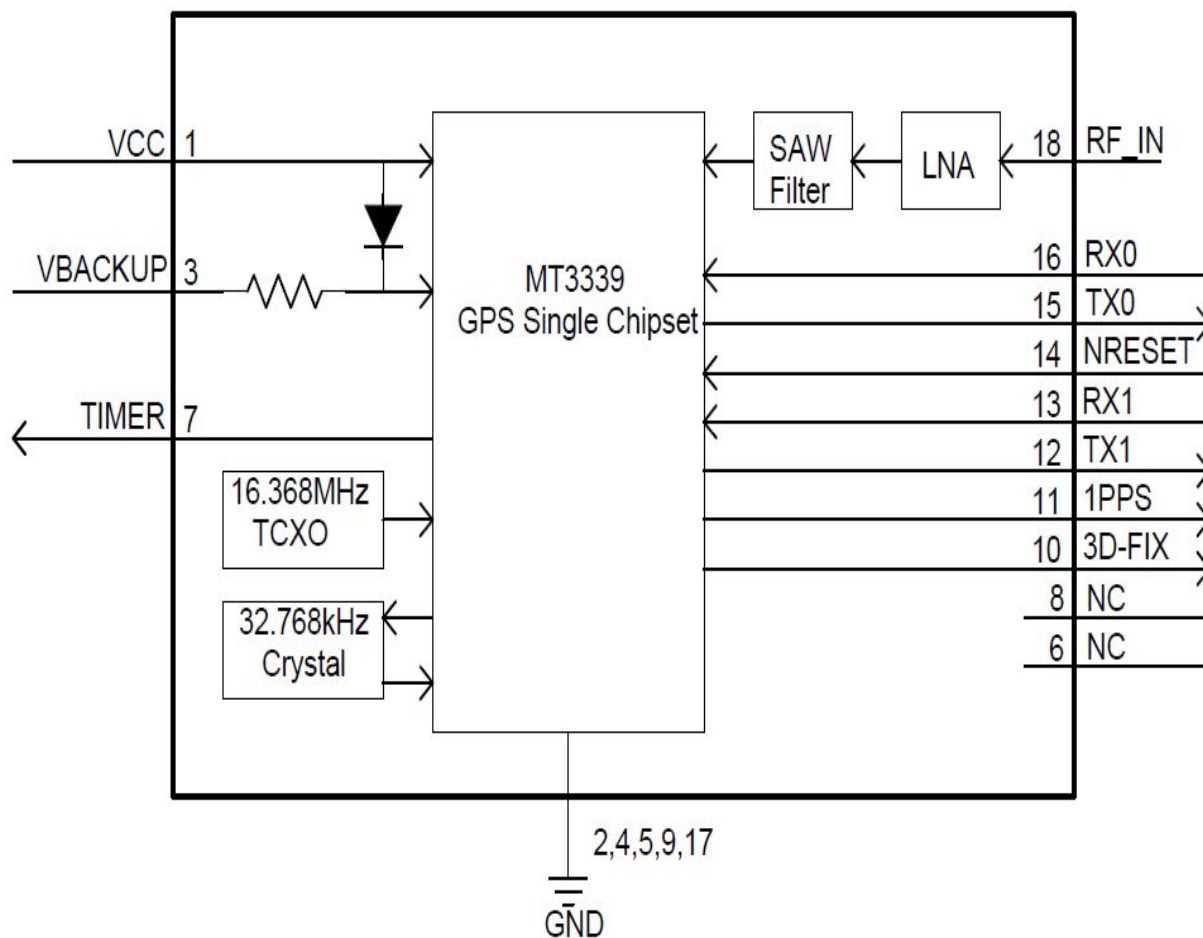 VCC 1
VBACKUP 3
TIMER 7
16.368MHz
TCXO
32.768kHz
Crystal
MT3339
GPS Single Chipset
SAW
Filter
LNA
18 RF_IN
16 RX0
15 TX0
14 NRESET
13 RX1
12 TX1
11 1PPS
10 3D-FIX
8 NC
6 NC
2,4,5,9,17
GND